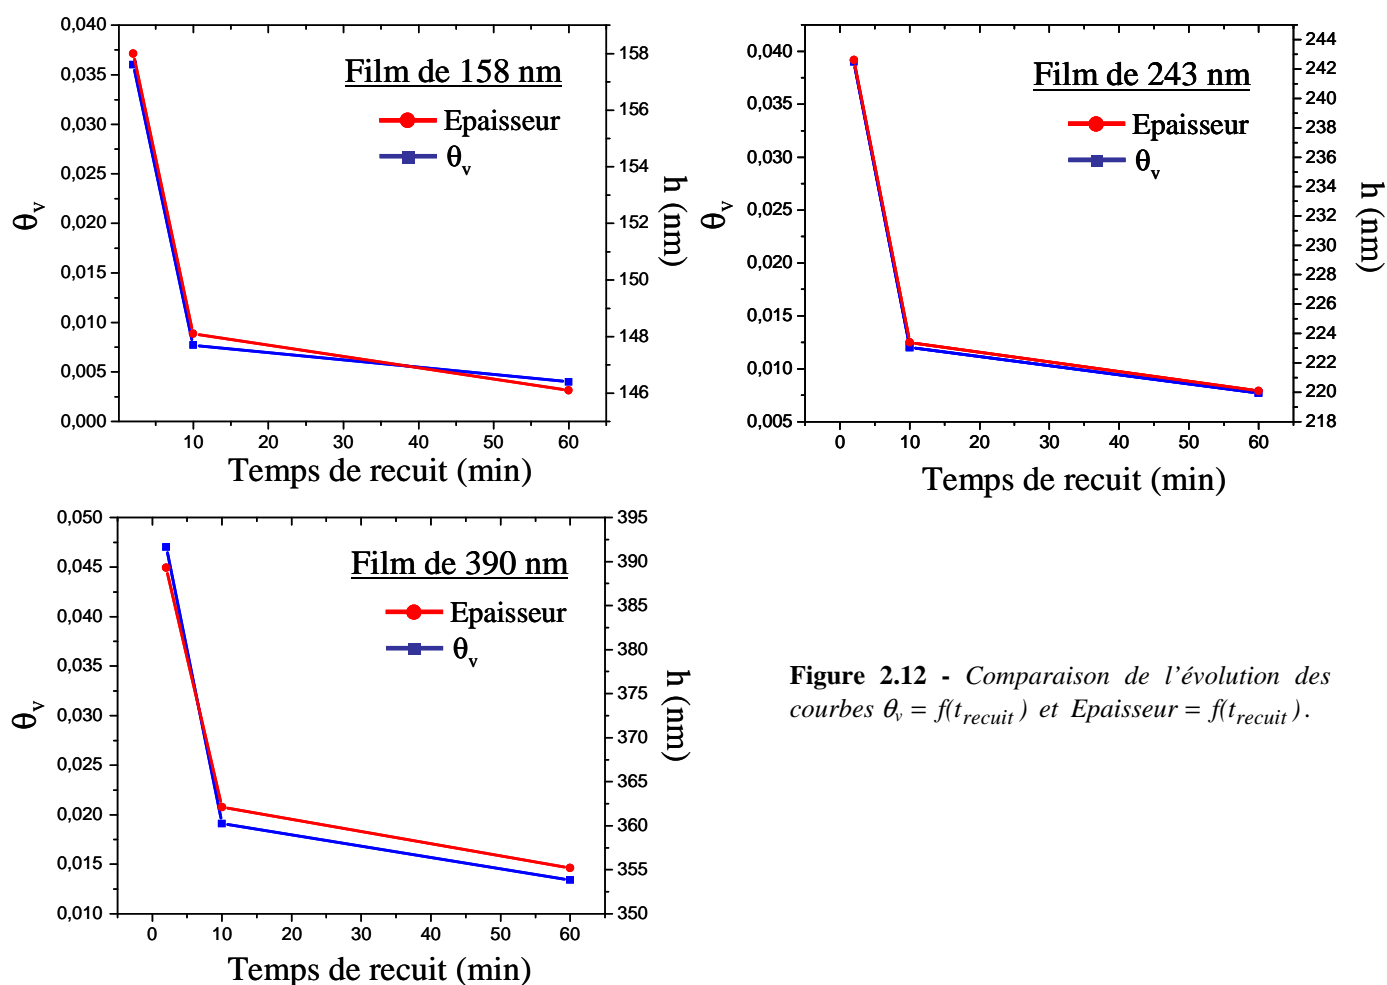 0,040
0,035
0,030
0,025
0,020
0,015
0,010
0,005
0,000
θv
Film de 158 nm
Epaisseur
θv
158
156
154
152
150
148
146
h (nm)
10 20 30 40 50 60
Temps de recuit (min)
0,040
0,035
0,030
0,025
0,020
0,015
0,010
0,005
θv
Film de 243 nm
Epaisseur
θv
244
242
240
238
236
234
232
230
228
226
224
222
220
218
h (nm)
0 10 20 30 40 50 60
Temps de recuit (min)
0,050
0,045
0,040
0,035
0,030
0,025
0,020
0,015
0,010
θv
Film de 390 nm
Epaisseur
θv
395
390
385
380
375
370
365
360
355
350
h (nm)
0 10 20 30 40 50 60
Temps de recuit (min)
Figure 2.12 - Comparaison de l'évolution des
courbes θv = f(trecuit) et Epaisseur = f(trecuit).